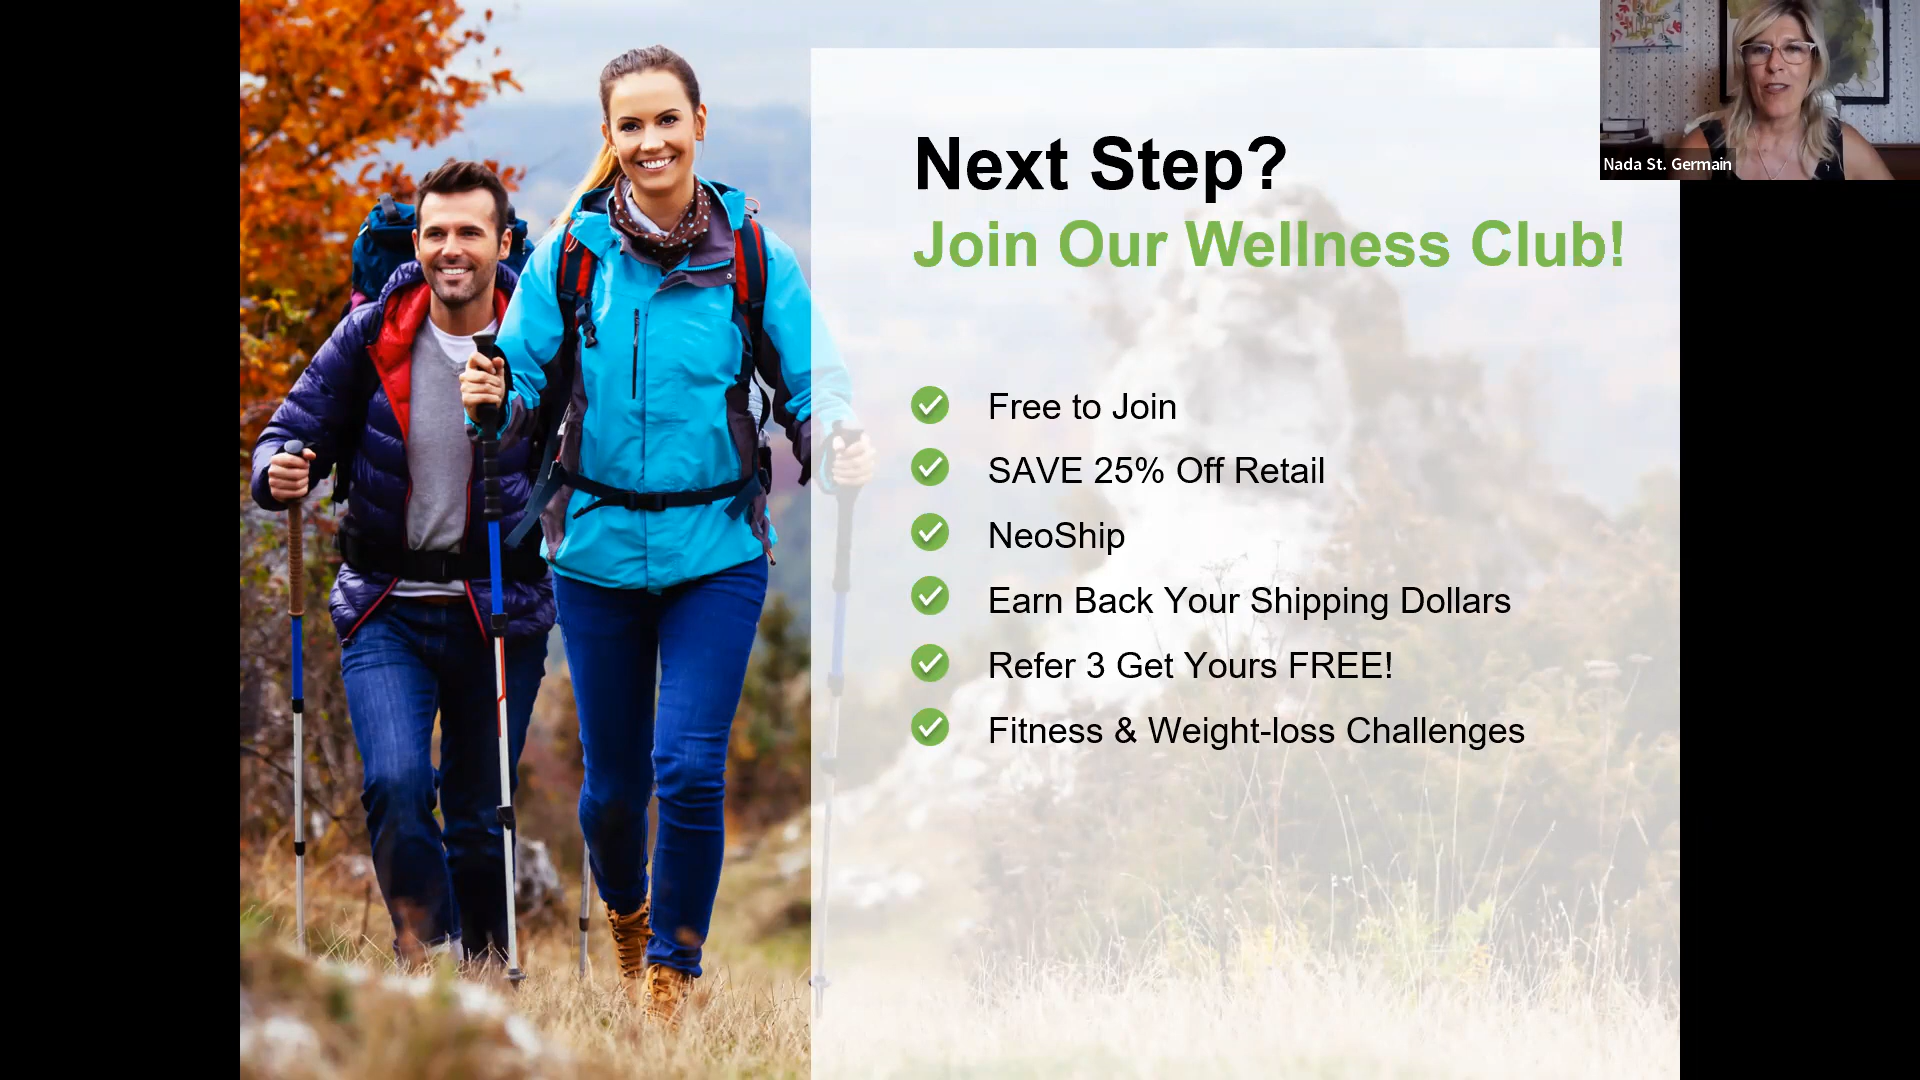 Next Step?
Join Our Wellness Club!
Free to Join
SAVE 25% Off Retail
NeoShip
Earn Back Your Shipping Dollars
Refer 3 Get Yours FREE!
Fitness & Weight-loss Challenges
Nada St. Germain